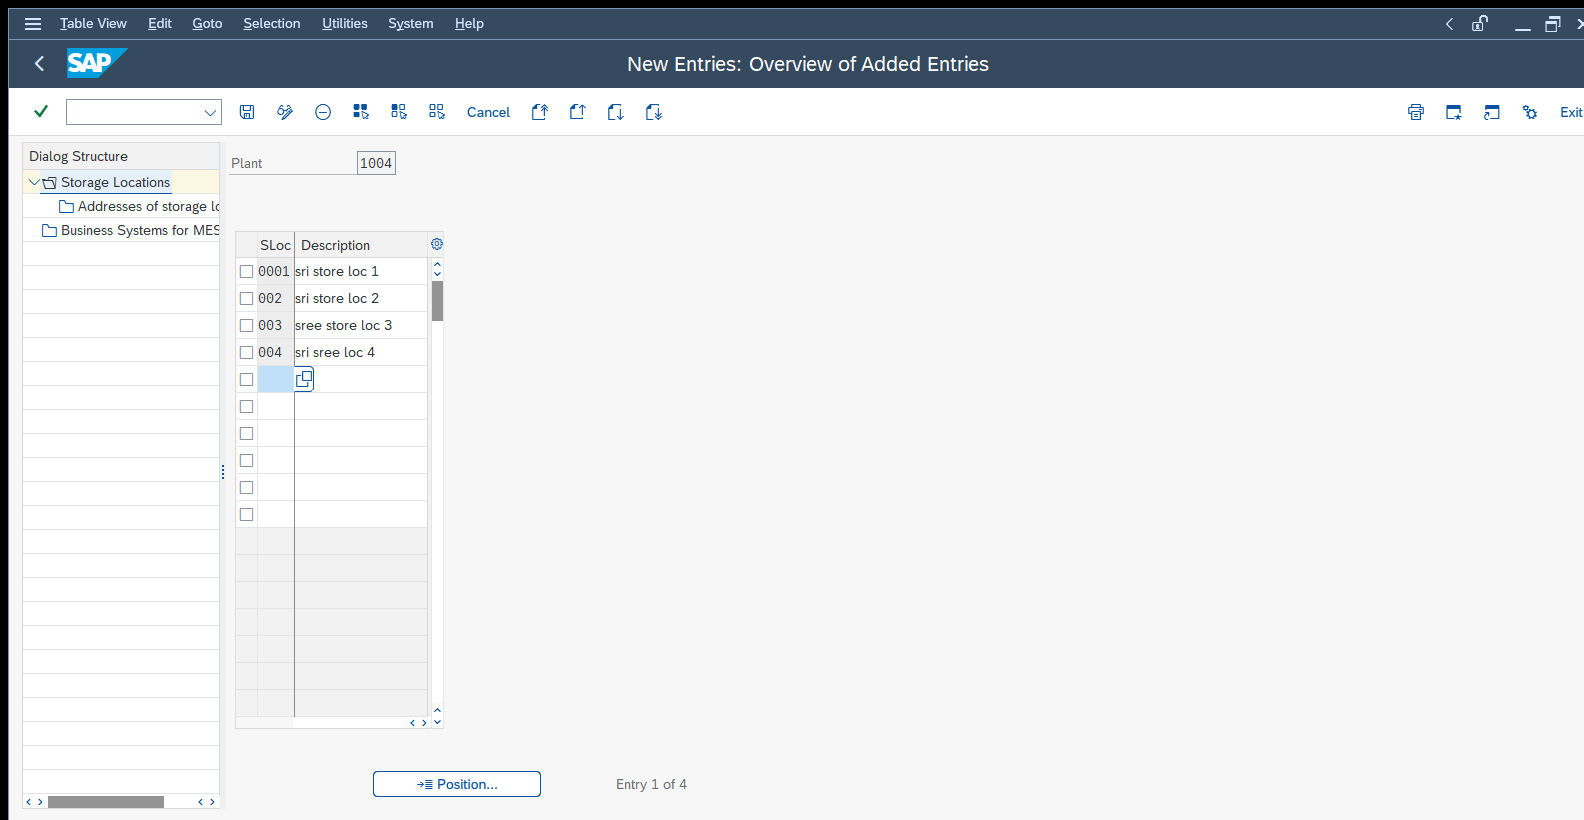 Table View Edit Goto Selection Utilities System Help
SAP New Entries: Overview of Added Entries
Cancel Exit
Dialog Structure
Storage Locations
Addresses of storage lo
Business Systems for MES
Plant 1004
SLoc Description
0001 sri store loc 1
002 sri store loc 2
003 sree store loc 3
004 sri sree loc 4
Position... Entry 1 of 4